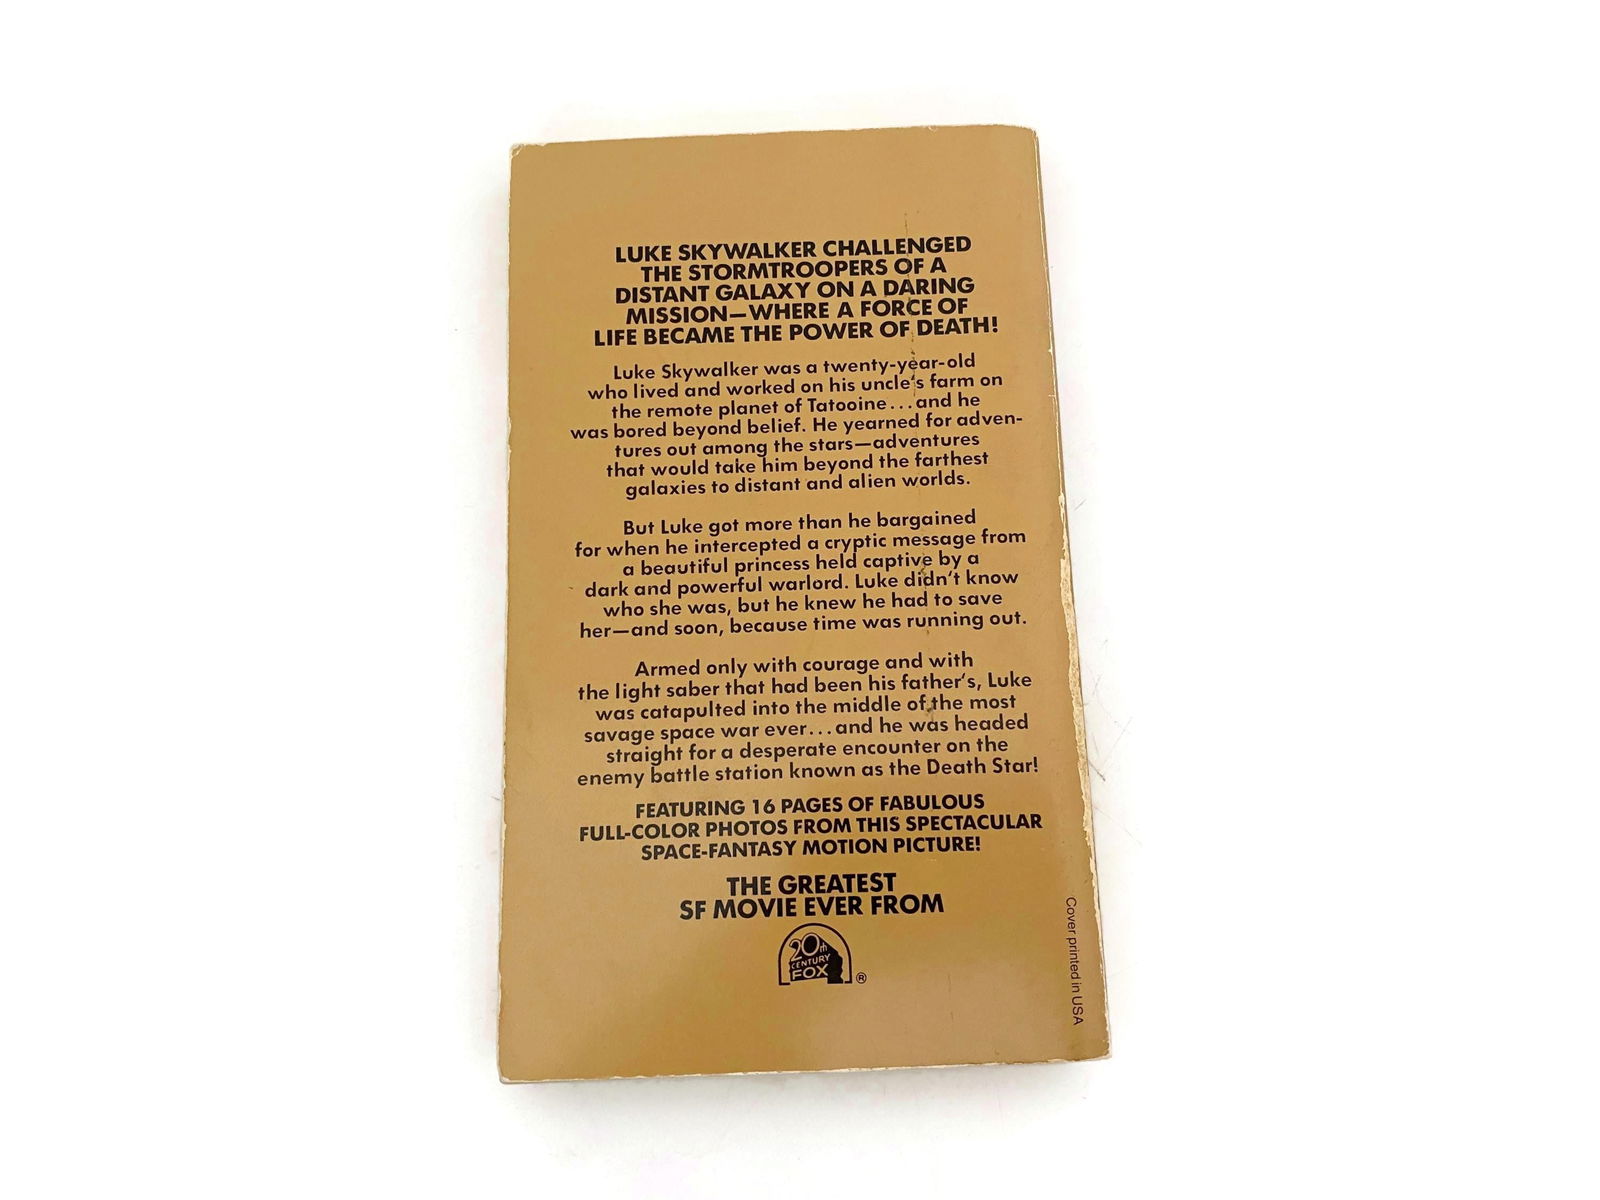 LUKE SKYWALKER CHALLENGED
THE STORMTROOPERS OF A
DISTANT GALAXY ON A DARING
MISSION—WHERE A FORCE OF
LIFE BECAME THE POWER OF DEATH!
Luke Skywalker was a twenty-year-old
who lived and worked on his uncle's farm on
the remote planet of Tatooine...and he
was bored beyond belief. He yearned for adven-
tures out among the stars—adventures
that would take him beyond the farthest
galaxies to distant and alien worlds.
But Luke got more than he bargained
for when he intercepted a cryptic message from
a beautiful princess held captive by a
dark and powerful warlord. Luke didn't know
who she was, but he knew he had to save
her—and soon, because time was running out.
Armed only with courage and with
the light saber that had been his father's, Luke
was catapulted into the middle of the most
savage space war ever...and he was headed
straight for a desperate encounter on the
enemy battle station known as the Death Star!
FEATURING 16 PAGES OF FABULOUS
FULL-COLOR PHOTOS FROM THIS SPECTACULAR
SPACE-FANTASY MOTION PICTURE!
THE GREATEST
SF MOVIE EVER FROM
20th
CENTURY
FOX ®
Cover printed in USA